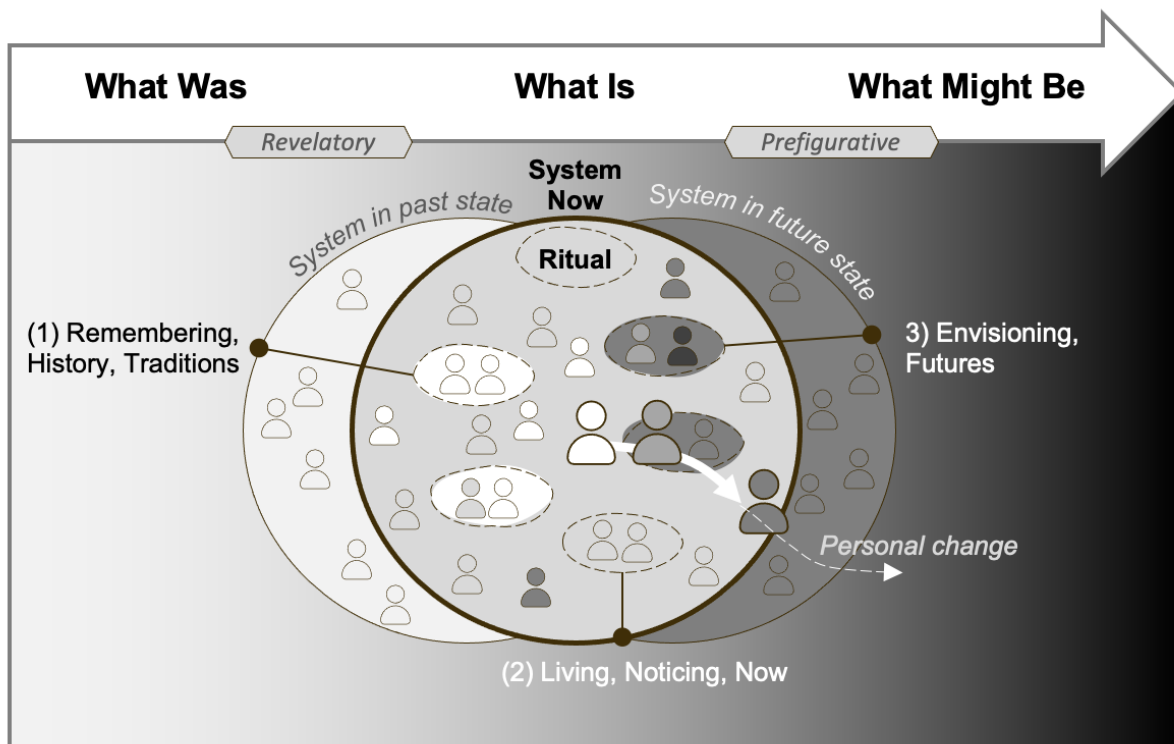 What Was
What Is
What Might Be
Revelatory
Prefigurative
System
Now
System in past state
System in future state
Ritual
(1) Remembering,
History, Traditions
3) Envisioning,
Futures
Personal change
(2) Living, Noticing, Now